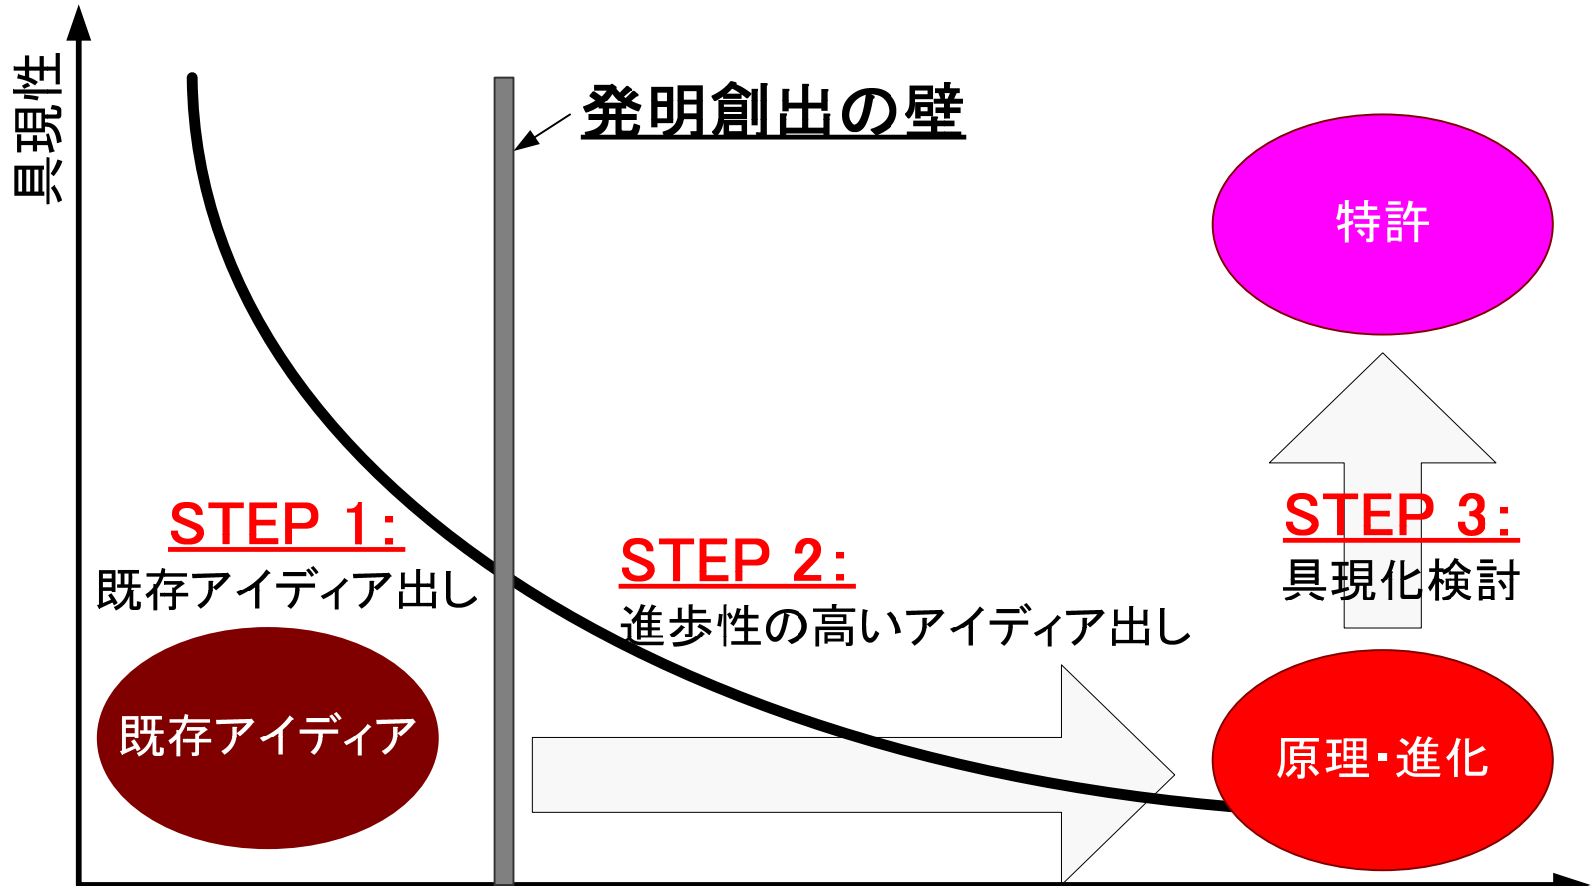 具現性
発明創出の壁
特許
STEP 1:
既存アイディア出し
既存アイディア
STEP 2:
進歩性の高いアイディア出し
STEP 3:
具現化検討
原理・進化